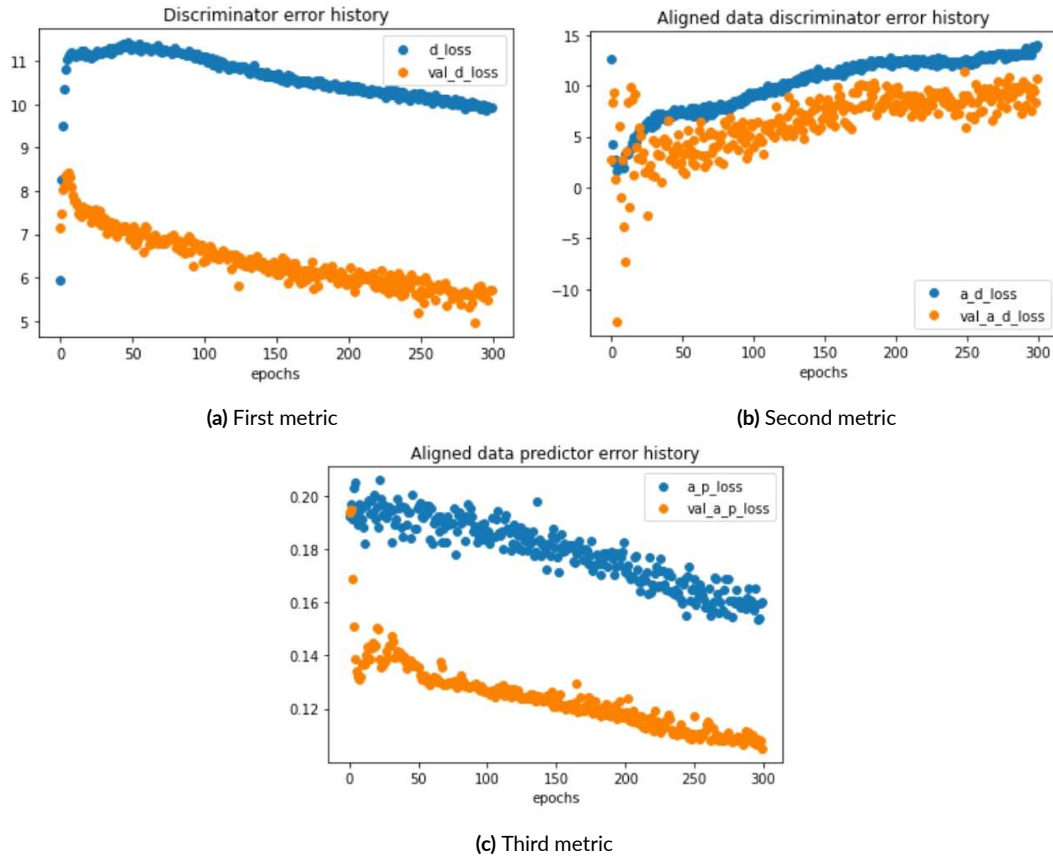 Discriminator error history
d_loss
val_d_loss
11
10
9
8
7
6
5
0 50 100 150 200 250 300
epochs
(a) First metric
Aligned data discriminator error history
15
10
5
0
−5
−10
a_d_loss
val_a_d_loss
0 50 100 150 200 250 300
epochs
(b) Second metric
Aligned data predictor error history
a_p_loss
val_a_p_loss
0.20
0.18
0.16
0.14
0.12
0 50 100 150 200 250 300
epochs
(c) Third metric